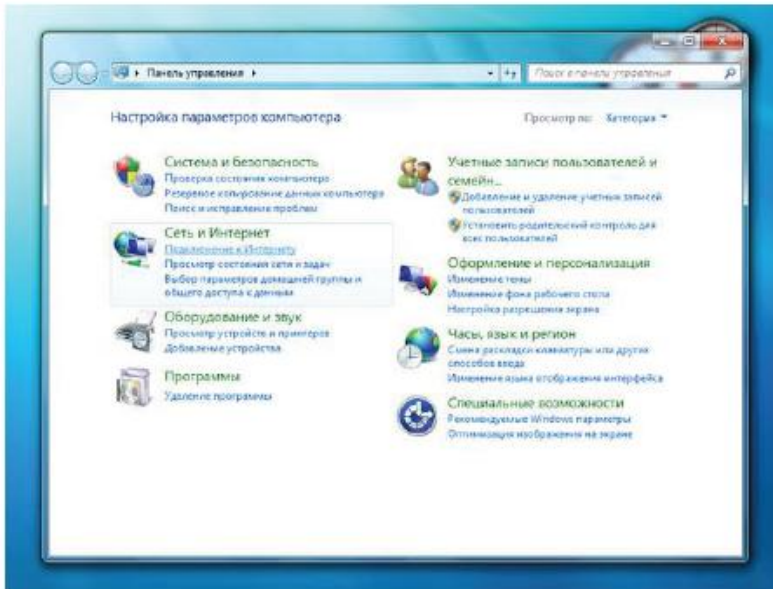 Панель управления
Поиск в панели управления
Настройка параметров компьютера
Просмотр по: Категория
Система и безопасность
Проверка состояния компьютера
Резервное копирование данных компьютера
Поиск и исправление проблем
Сеть и Интернет
Подключение к Интернету
Просмотр состояния сети и задач
Выбор параметров домашней группы и
общего доступа к данным
Оборудование и звук
Просмотр устройств и принтеров
Добавление устройства
Программы
Удаление программы
Учетные записи пользователей и
семейн...
Добавление и удаление учетных записей
пользователей
Установить родительский контроль для
всех пользователей
Оформление и персонализация
Изменение темы
Изменение фона рабочего стола
Настройка разрешения экрана
Часы, язык и регион
Смена раскладки клавиатуры или других
способов ввода
Изменение языка отображения интерфейса
Специальные возможности
Рекомендуемые Windows параметры
Оптимизация изображения на экране